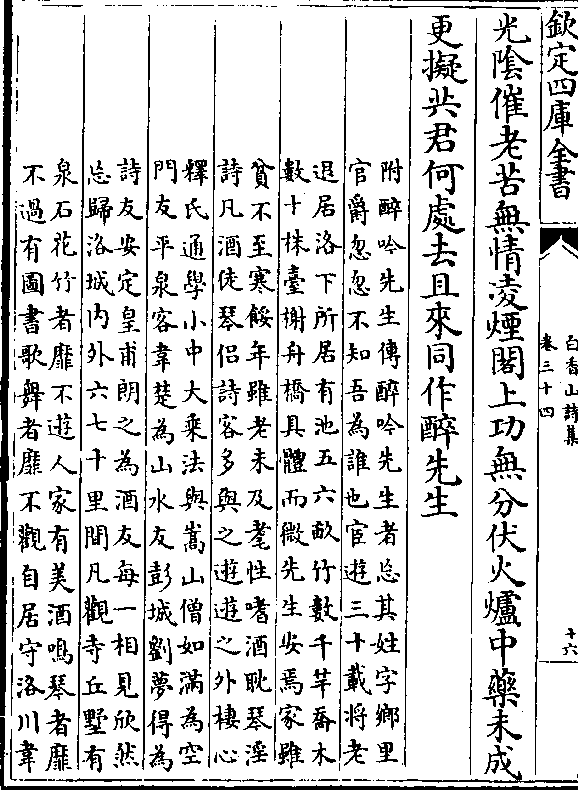 欽定四庫全書
白香山詩集
卷三十四
十六
光陰催老苦無情凌煙閣上功無分伏火爐中藥未成
更擬共君何處去且來同作醉先生
附醉吟先生傳醉吟先生者忘其姓字鄉里
官爵忽忽不知吾為誰也宦遊三十載將老
退居洛下所居有池五六畝竹數千竿喬木
數十株臺榭舟橋具體而微先生安焉家雖
貧不至寒餒年雖老未及耄性嗜酒耽琴淫
詩凡酒徒琴侣詩客多與之遊遊之外棲心
釋氏通學小中大乗法與嵩山僧如滿為空
門友平泉客韋楚為山水友彭城劉夢得為
詩友安定皇甫朗之為酒友每一相見欣然
忘歸洛城内外六七十里間凡觀寺丘墅有
泉石花竹者靡不遊人家有美酒鳴琴者靡
不過有圖書歌舞者靡不觀自居守洛川韋